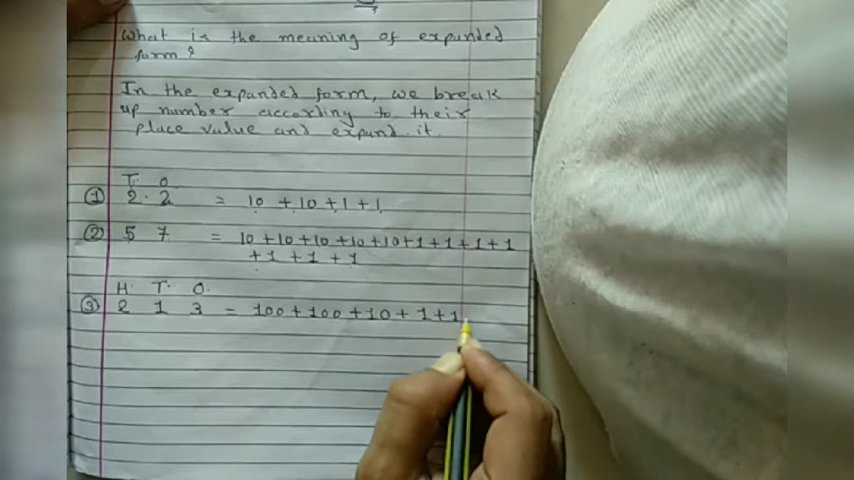 What is the meaning of expanded
form?
In the expanded form, we break
up number according to their
place value and expand it.
T. O
① 2. 2 = 10 + 10 + 1 + 1
② 5 7 = 10 + 10 + 10 + 10 + 10 + 1 + 1 + 1 + 1
+ 1 + 1 + 1
H. T. O.
③ 2 1 3 = 100 + 100 + 10 + 1 + 1